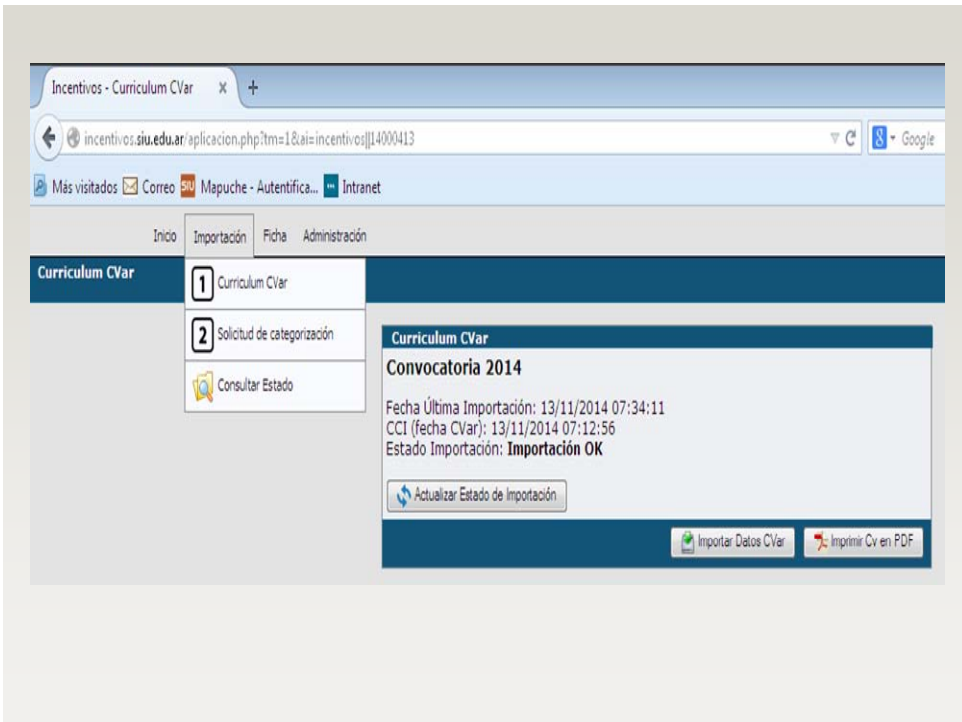 Incentivos - Curriculum CVar x +
incentivos.siu.edu.ar/aplicacion.php?tm=1&ai=incentivos||14000413 8 Google
Más visitados Correo SIU Mapuche - Autentifica... Intranet
Inicio Importación Ficha Administración
Curriculum CVar
1 Curriculum CVar
2 Solicitud de categorización
Consultar Estado
Curriculum CVar
Convocatoria 2014
Fecha Última Importación: 13/11/2014 07:34:11
CCI (fecha CVar): 13/11/2014 07:12:56
Estado Importación: Importación OK
Actualizar Estado de Importación
Importar Datos CVar Imprimir Cv en PDF